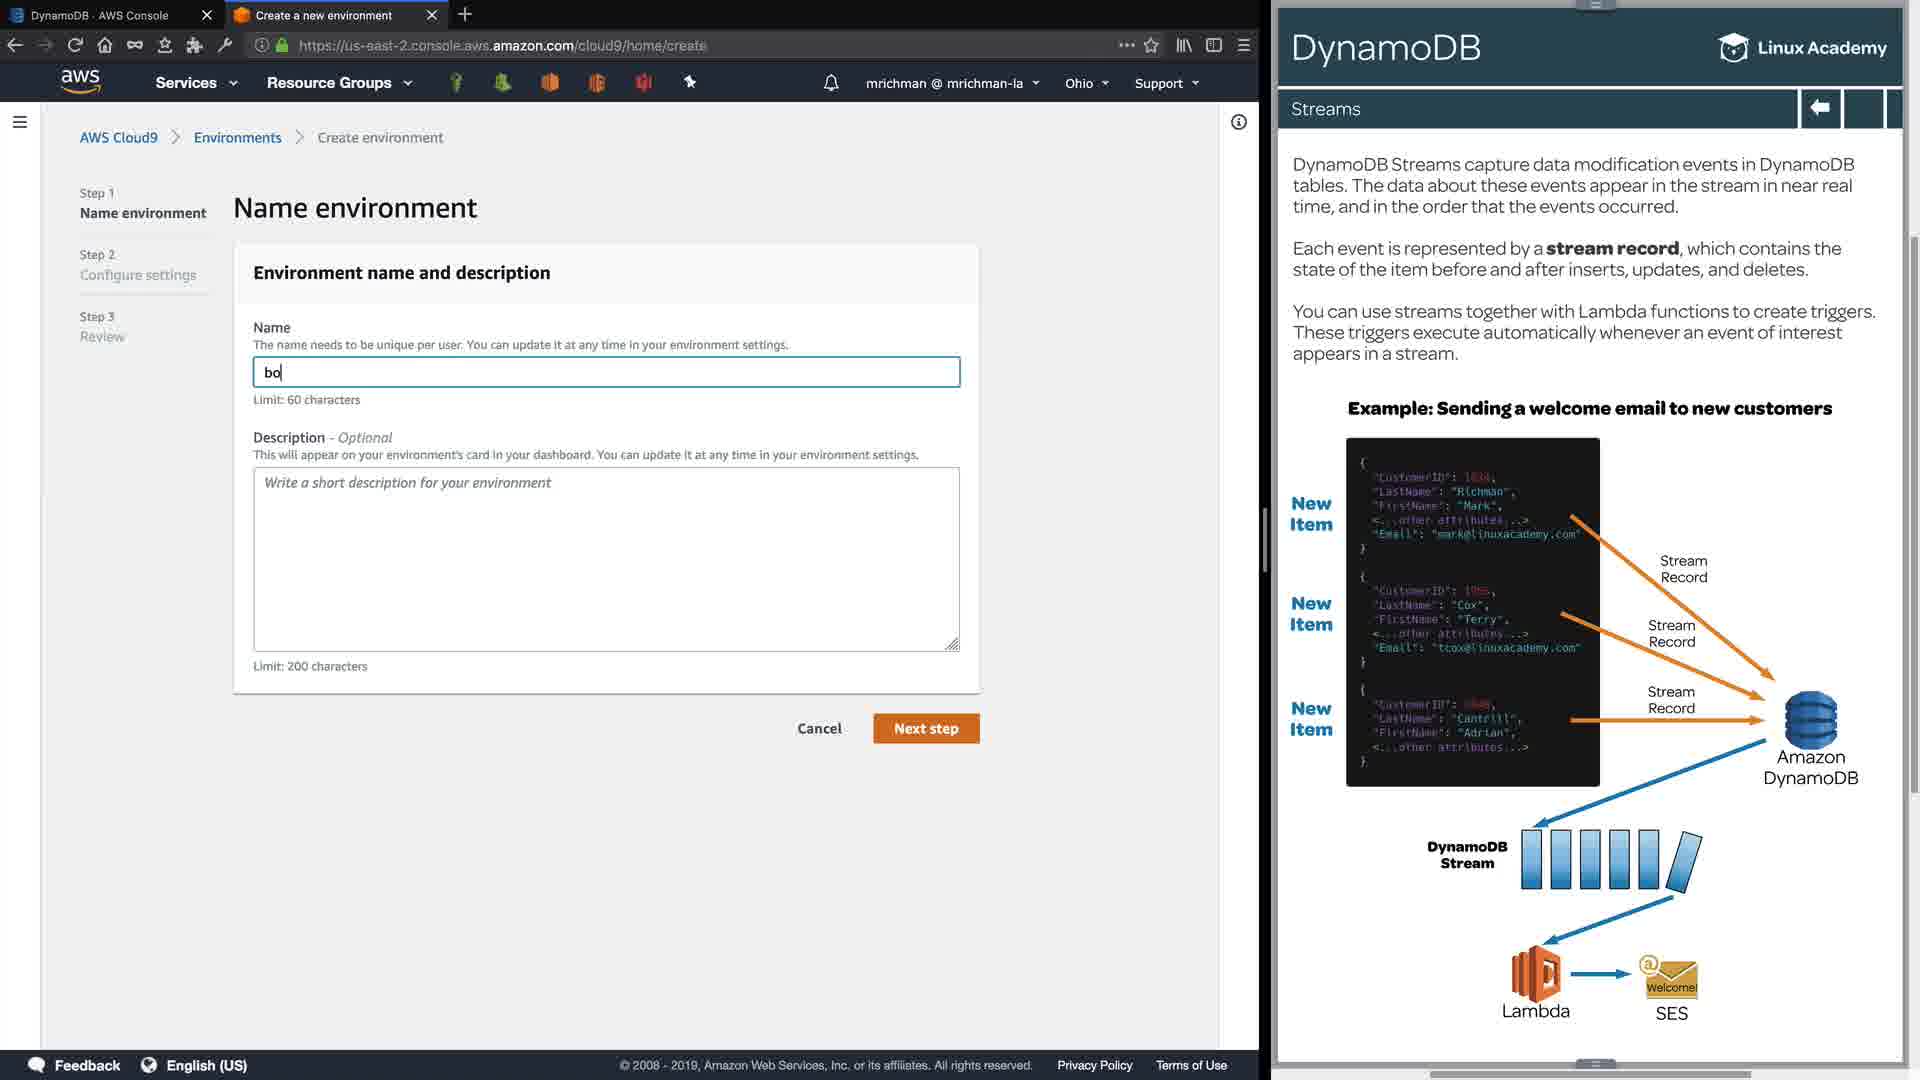 DynamoDB · AWS Console
Create a new environment
https://us-east-2.console.aws.amazon.com/cloud9/home/create
aws
Services
Resource Groups
mrichman @ mrichman-la
Ohio
Support
AWS Cloud9
Environments
Create environment
Step 1
Name environment
Step 2
Configure settings
Step 3
Review
Name environment
Environment name and description
Name
The name needs to be unique per user. You can update it at any time in your environment settings.
bo
Limit: 60 characters
Description - Optional
This will appear on your environment's card in your dashboard. You can update it at any time in your environment settings.
Write a short description for your environment
Limit: 200 characters
Cancel
Next step
Feedback
English (US)
© 2008 - 2019, Amazon Web Services, Inc. or its affiliates. All rights reserved.
Privacy Policy
Terms of Use
DynamoDB
Linux Academy
Streams
DynamoDB Streams capture data modification events in DynamoDB
tables. The data about these events appear in the stream in near real
time, and in the order that the events occurred.
Each event is represented by a stream record, which contains the
state of the item before and after inserts, updates, and deletes.
You can use streams together with Lambda functions to create triggers.
These triggers execute automatically whenever an event of interest
appears in a stream.
Example: Sending a welcome email to new customers
New
Item
{
"CustomerID":
"LastName": "Richman",
"FirstName": "Mark",
<...other attributes...>
"Email": "mark@linuxacademy.com"
}
New
Item
{
"CustomerID":
"LastName": "Cox",
"FirstName": "Terry",
<...other attributes...>
"Email": "tcox@linuxacademy.com"
}
New
Item
{
"CustomerID":
"LastName": "Cantrill",
"FirstName": "Adrian",
<...other attributes...>
}
Stream
Record
Stream
Record
Stream
Record
Amazon
DynamoDB
DynamoDB
Stream
Lambda
@
Welcome!
SES